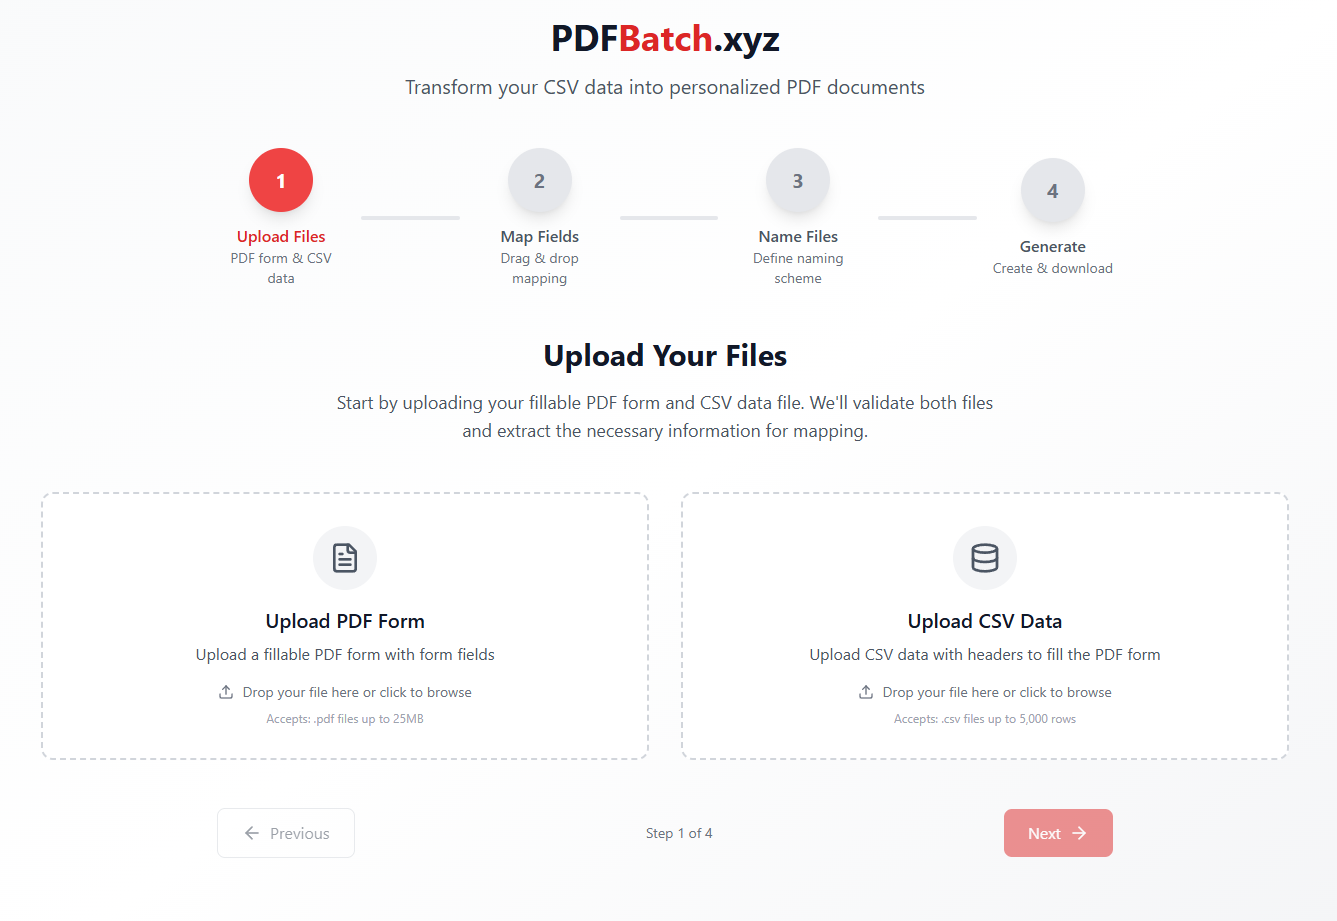 PDFBatch.xyz
Transform your CSV data into personalized PDF documents
1
Upload Files
PDF form & CSV
data
2
Map Fields
Drag & drop
mapping
3
Name Files
Define naming
scheme
4
Generate
Create & download
Upload Your Files
Start by uploading your fillable PDF form and CSV data file. We'll validate both files
and extract the necessary information for mapping.
Upload PDF Form
Upload a fillable PDF form with form fields
Drop your file here or click to browse
Accepts: .pdf files up to 25MB
Upload CSV Data
Upload CSV data with headers to fill the PDF form
Drop your file here or click to browse
Accepts: .csv files up to 5,000 rows
Previous
Step 1 of 4
Next